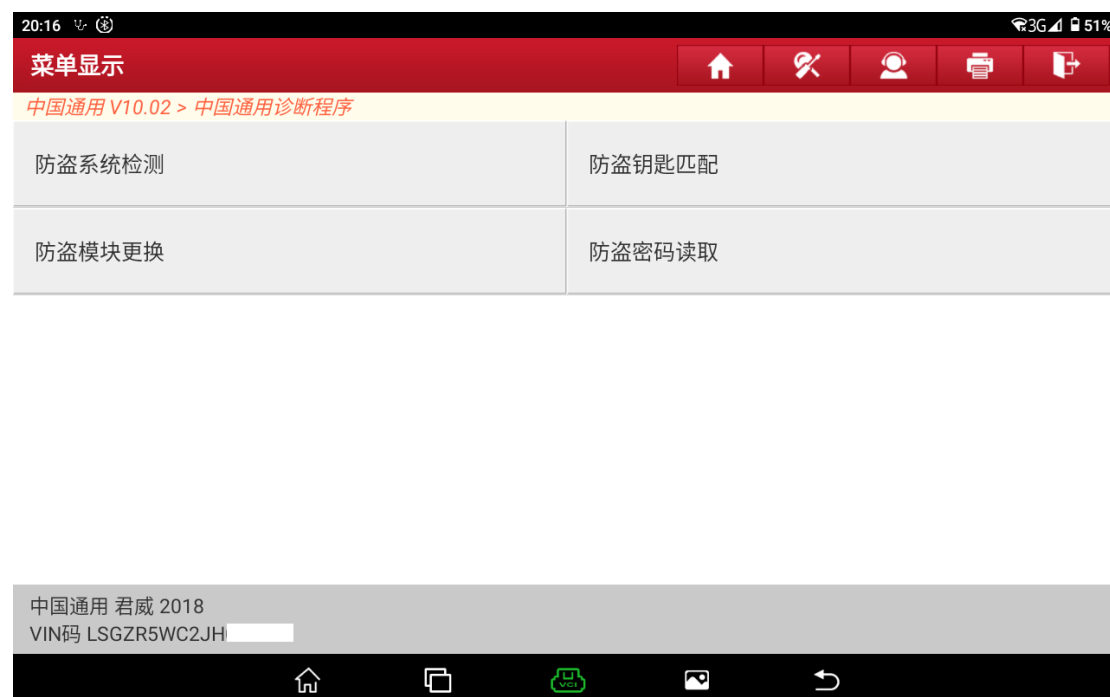 20:16 3G 51%
菜单显示
中国通用 V10.02 > 中国通用诊断程序
防盗系统检测 防盗钥匙匹配
防盗模块更换 防盗密码读取
中国通用 君威 2018
VIN码 LSGZR5WC2JH
VCI